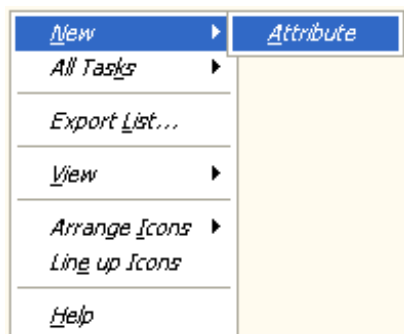 New
Attribute
All Tasks
Export List...
View
Arrange Icons
Line up Icons
Help